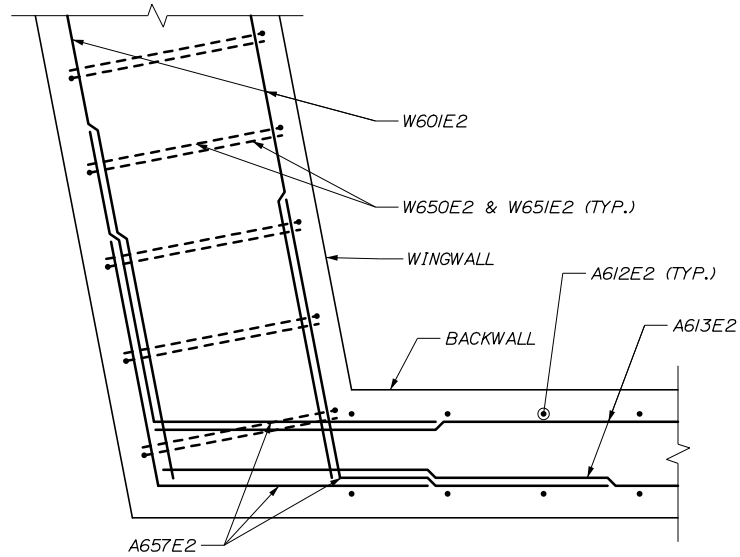 W601E2
W650E2 & W651E2 (TYP.)
WINGWALL
A612E2 (TYP.)
BACKWALL
A613E2
A657E2